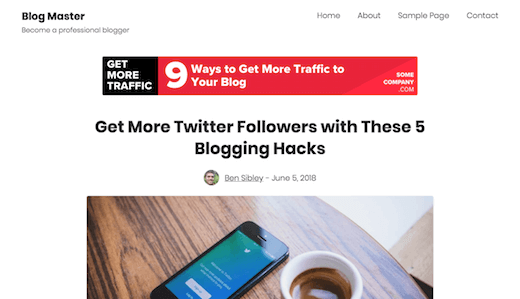 Blog Master
Become a professional blogger
Home About Sample Page Contact
GET
MORE
TRAFFIC
9 Ways to Get More Traffic to
Your Blog
SOME
COMPANY
.COM
Get More Twitter Followers with These 5
Blogging Hacks
Ben Sibley - June 5, 2018